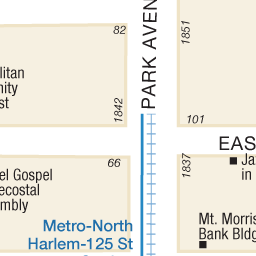 82
1851
PARK AVEN
litan
nity
st
1842
101
EAS
66
1837
Ja
in
el Gospel
ecostal
mbly
Mt. Morris
Bank Bldg
Metro-North
Harlem-125 St